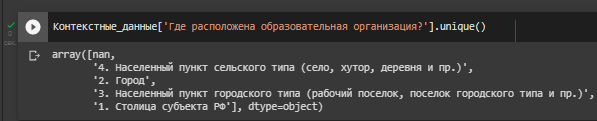 Контекстные_данные['Где расположена образовательная организация?'].unique()
array([nan,
'4. Населенный пункт сельского типа (село, хутор, деревня и пр.)',
'2. Город',
'3. Населенный пункт городского типа (рабочий поселок, поселок городского типа и пр.)',
'1. Столица субъекта РФ'], dtype=object)